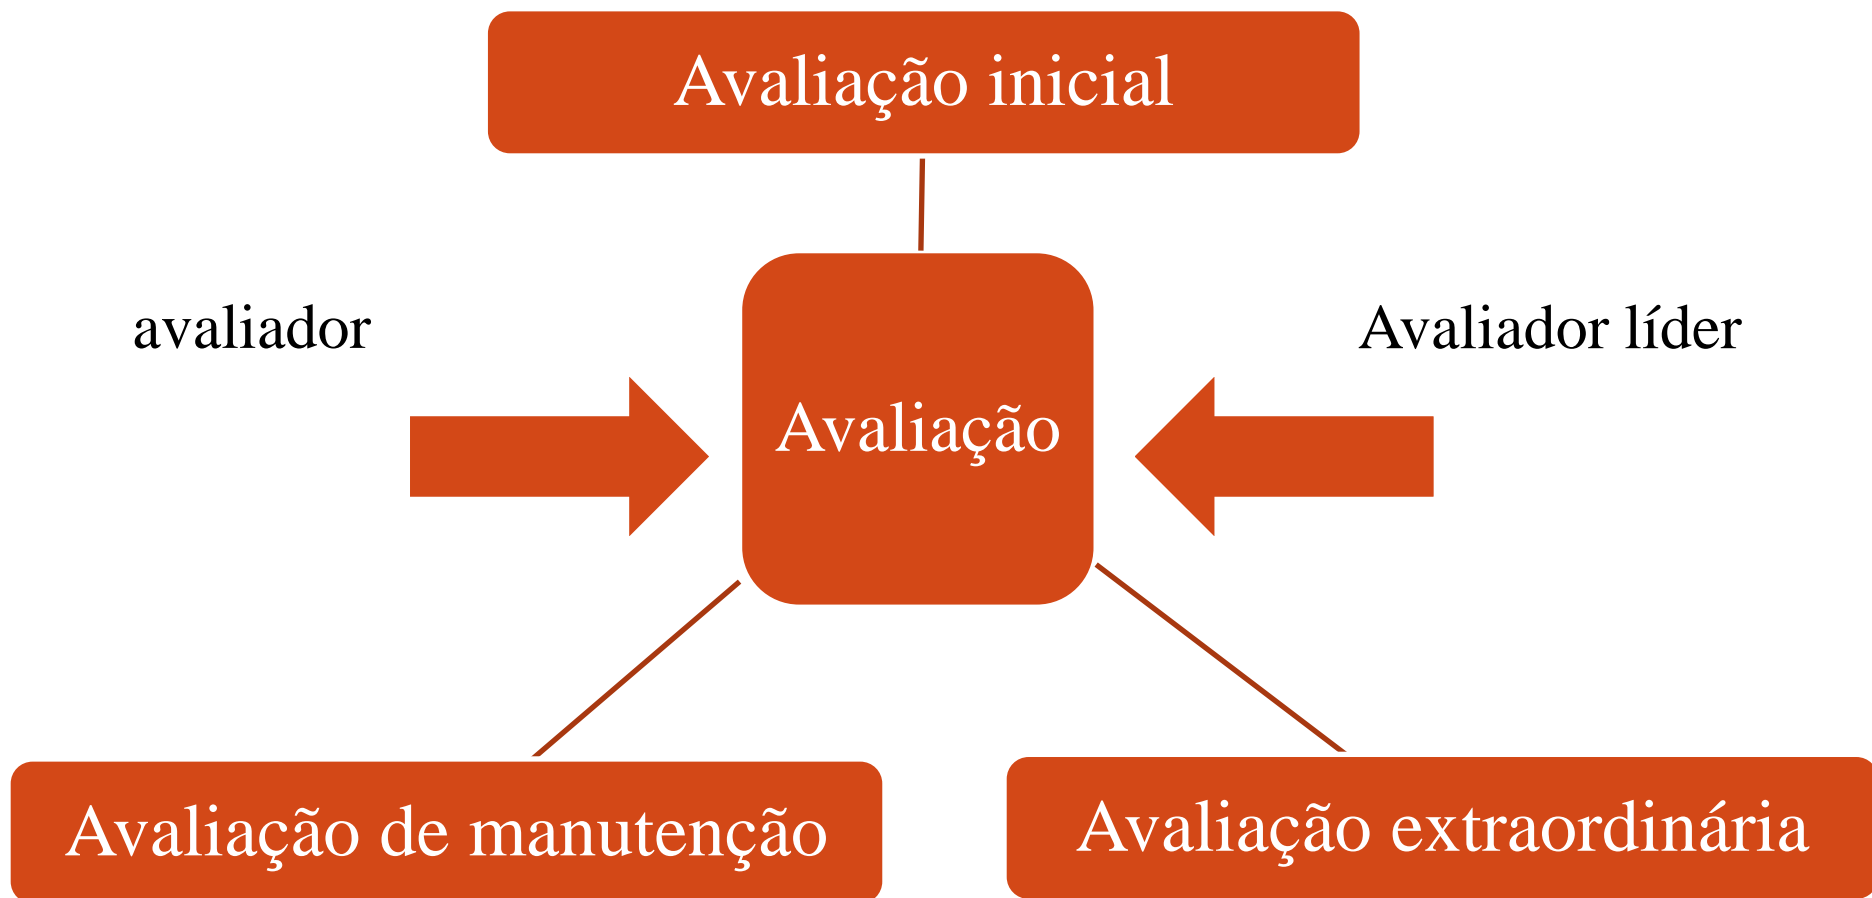 Avaliação inicial
avaliador
Avaliador líder
Avaliação
Avaliação de manutenção
Avaliação extraordinária